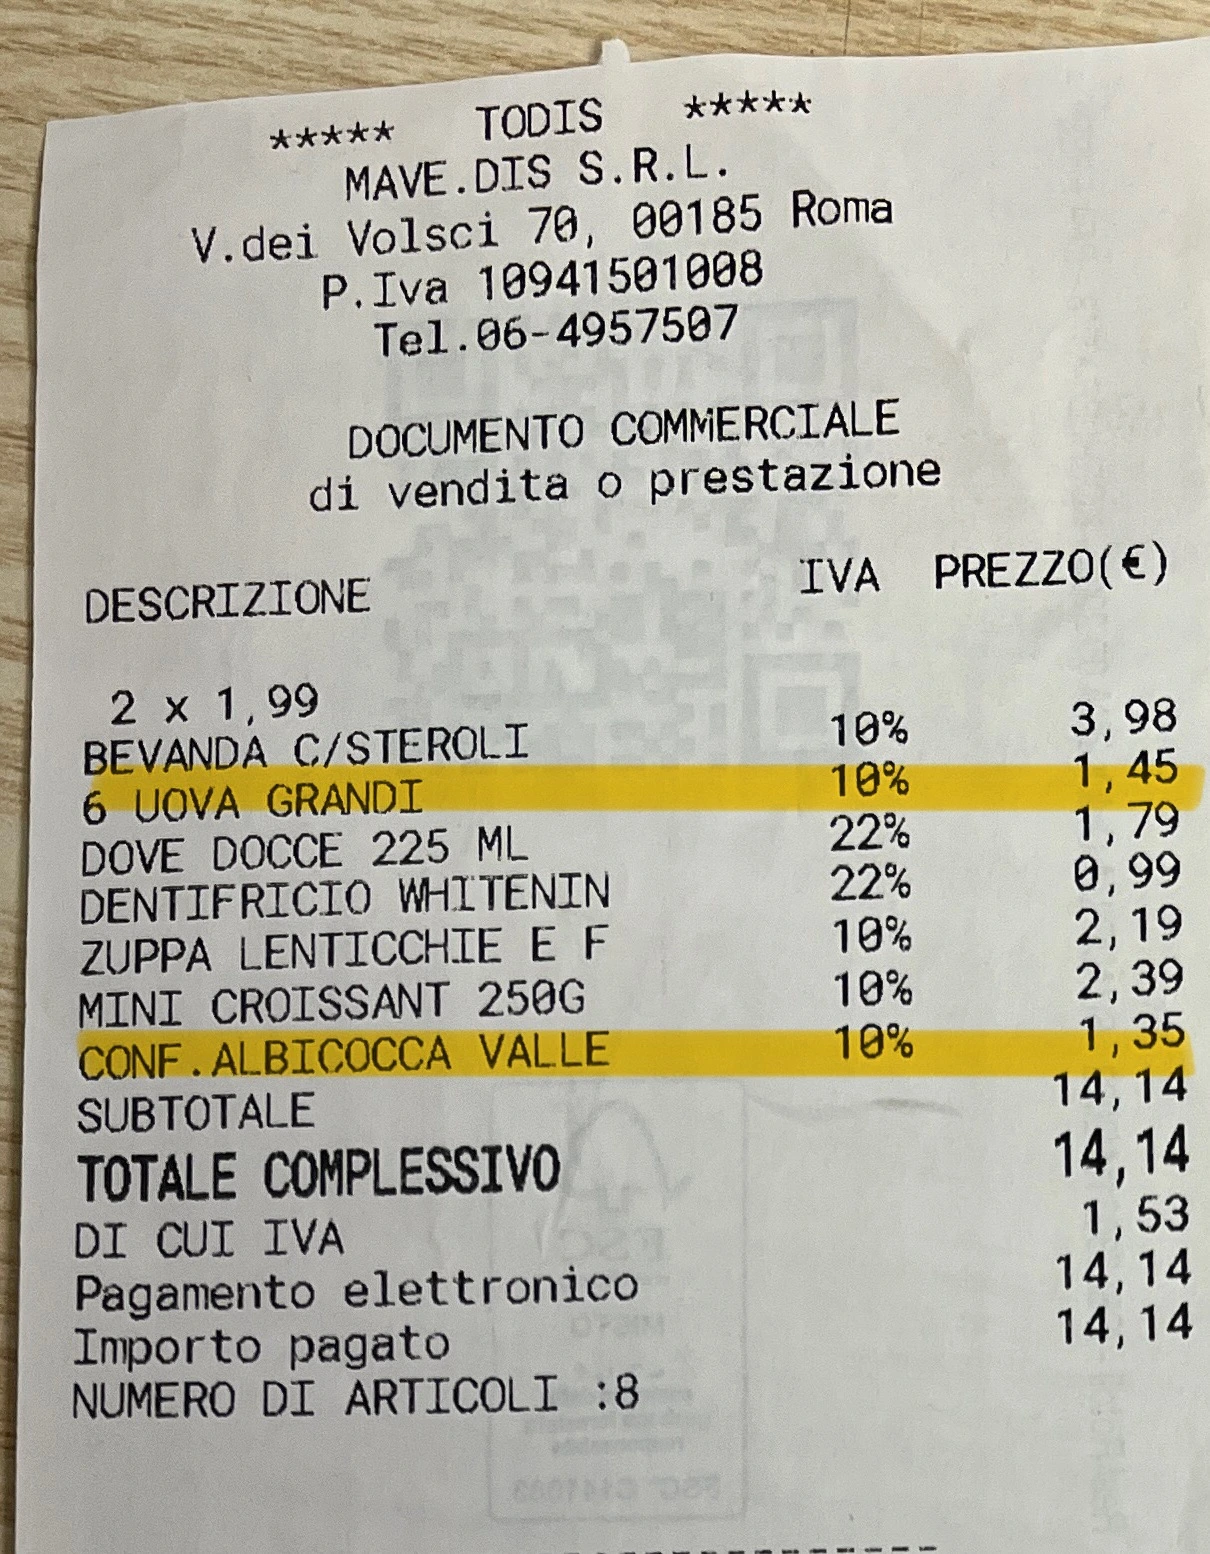 ***** TODIS *****
MAVE.DIS S.R.L.
V.dei Volsci 70, 00185 Roma
P.Iva 10941501008
Tel.06-4957507
DOCUMENTO COMMERCIALE
di vendita o prestazione
DESCRIZIONE IVA PREZZO(€)
2 x 1,99
BEVANDA C/STEROLI 10% 3,98
6 UOVA GRANDI 10% 1,45
DOVE DOCCE 225 ML 22% 1,79
DENTIFRICIO WHITENIN 22% 0,99
ZUPPA LENTICCHIE E F 10% 2,19
MINI CROISSANT 250G 10% 2,39
CONF.ALBICOCCA VALLE 10% 1,35
SUBTOTALE 14,14
TOTALE COMPLESSIVO 14,14
DI CUI IVA 1,53
Pagamento elettronico 14,14
Importo pagato 14,14
NUMERO DI ARTICOLI :8